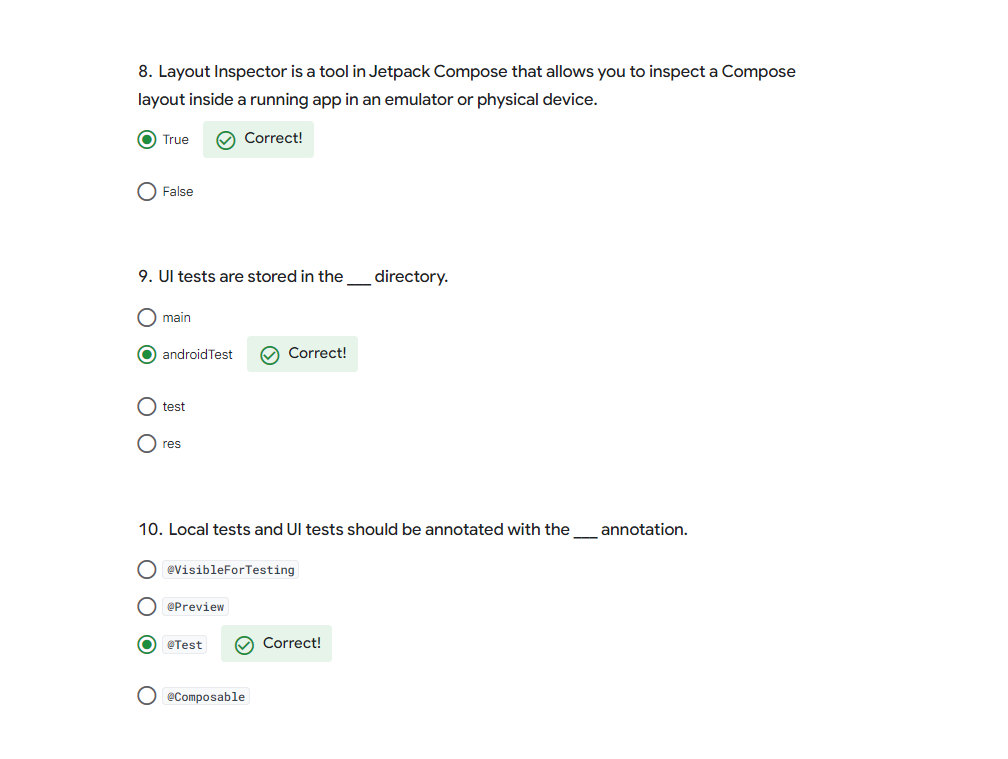 8. Layout Inspector is a tool in Jetpack Compose that allows you to inspect a Compose
layout inside a running app in an emulator or physical device.
True
Correct!
False
9. UI tests are stored in the ___ directory.
main
androidTest
Correct!
test
res
10. Local tests and UI tests should be annotated with the ___ annotation.
@VisibleForTesting
@Preview
@Test
Correct!
@Composable